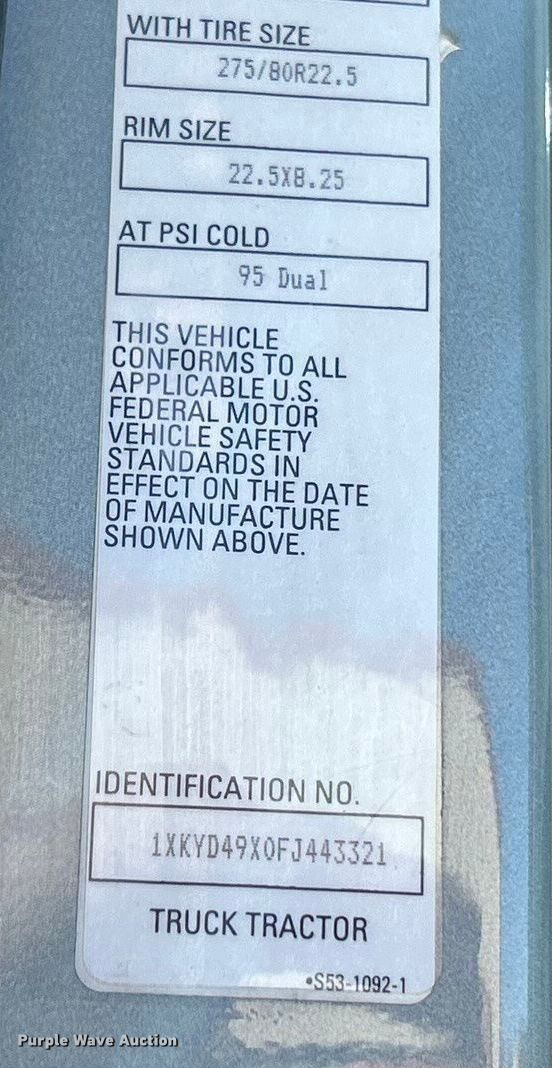 WITH TIRE SIZE
275/80R22.5
RIM SIZE
22.5X8.25
AT PSI COLD
95 Dual
THIS VEHICLE
CONFORMS TO ALL
APPLICABLE U.S.
FEDERAL MOTOR
VEHICLE SAFETY
STANDARDS IN
EFFECT ON THE DATE
OF MANUFACTURE
SHOWN ABOVE.
IDENTIFICATION NO.
1XKYD49X0FJ443321
TRUCK TRACTOR
•S53-1092-1
Purple Wave Auction